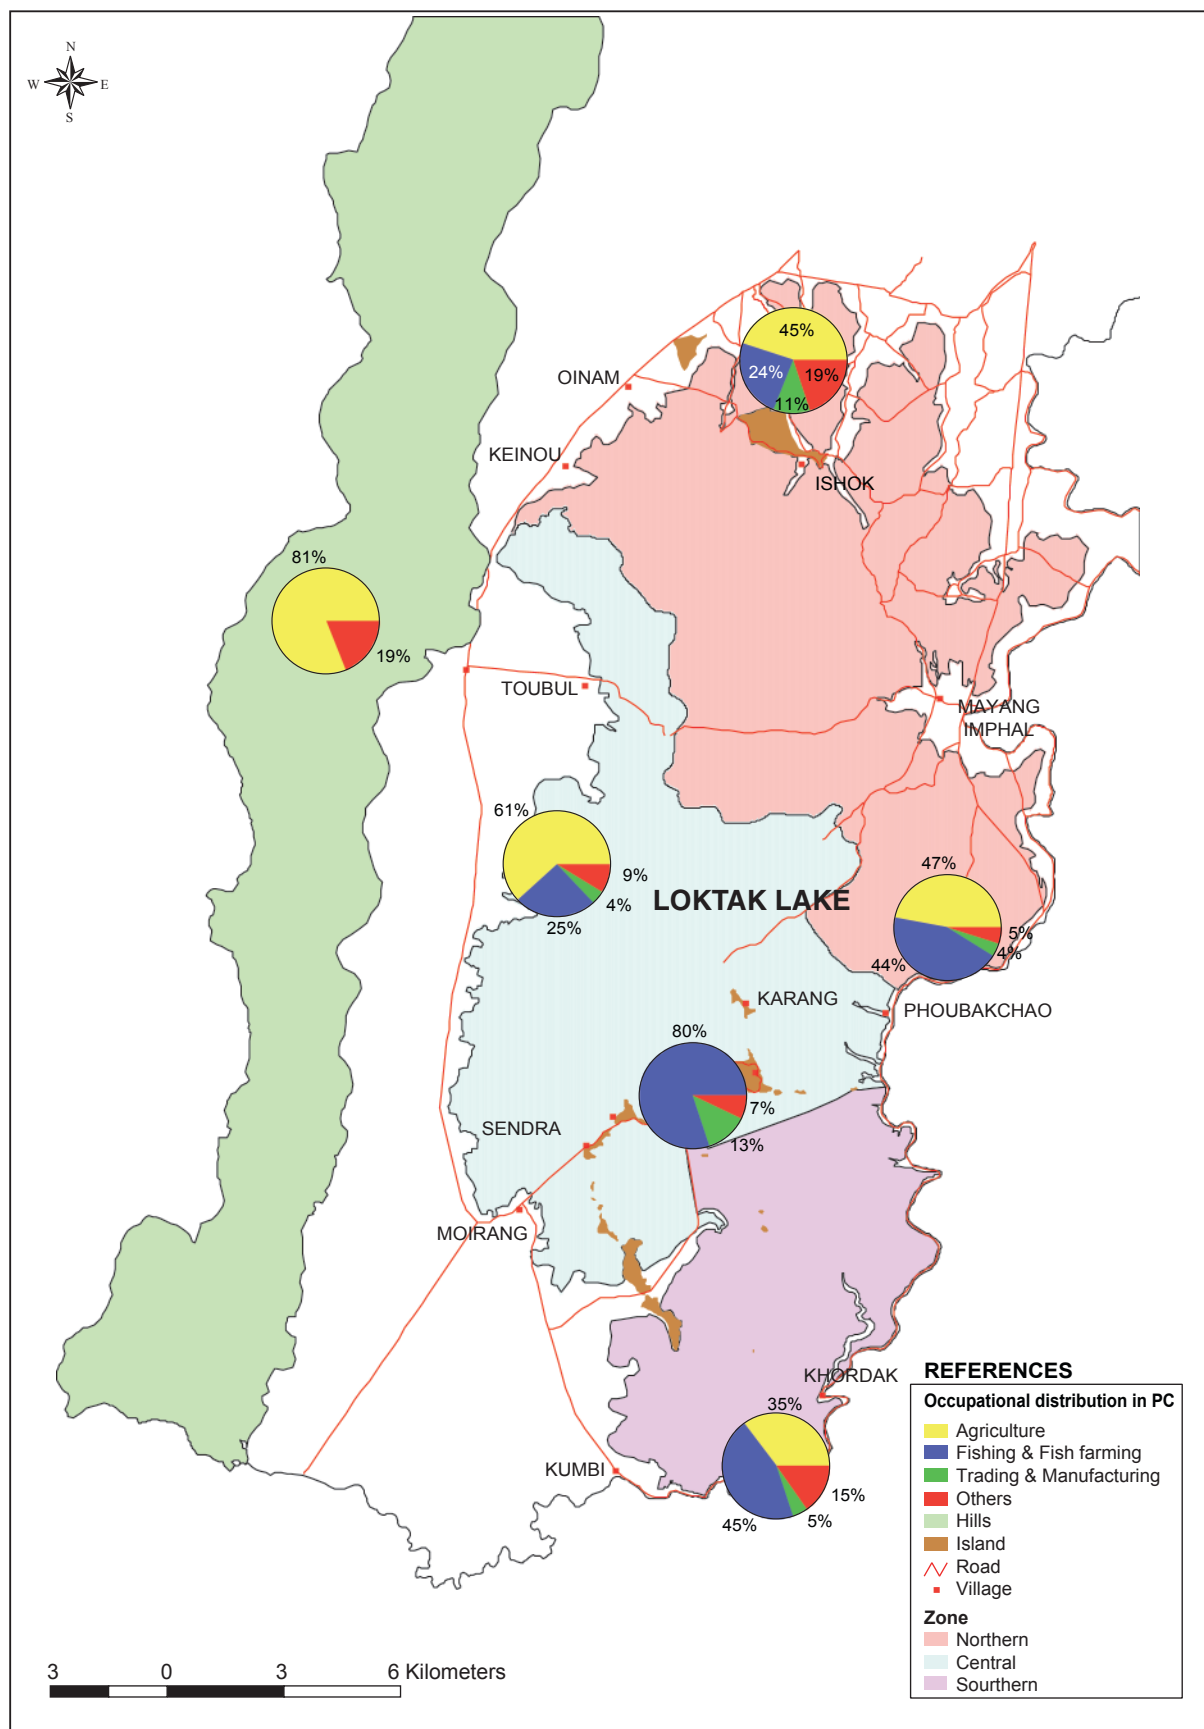 N
W E
S
45%
24%
19%
11%
OINAM
KEINOU
ISHOK
81%
19%
TOUBUL
MAYANG
IMPHAL
61%
9%
4%
25%
LOKTAK LAKE
47%
5%
4%
44%
KARANG
PHOUBAKCHAO
80%
7%
13%
SENDRA
MOIRANG
KHORDAK
35%
15%
5%
45%
KUMBI
REFERENCES
Occupational distribution in PC
Agriculture
Fishing & Fish farming
Trading & Manufacturing
Others
Hills
Island
Road
Village
Zone
Northern
Central
Sourthern
3 0 3 6 Kilometers